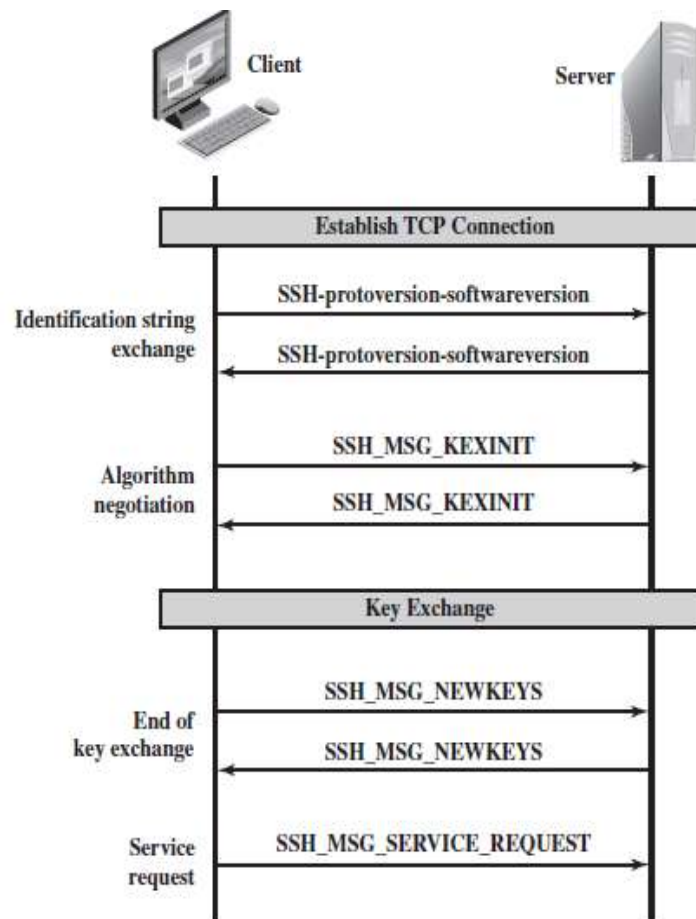 Client
Server
Establish TCP Connection
SSH-protoversion-softwareversion
Identification string
exchange
SSH-protoversion-softwareversion
SSH_MSG_KEXINIT
Algorithm
negotiation
SSH_MSG_KEXINIT
Key Exchange
SSH_MSG_NEWKEYS
End of
key exchange
SSH_MSG_NEWKEYS
SSH_MSG_SERVICE_REQUEST
Service
request